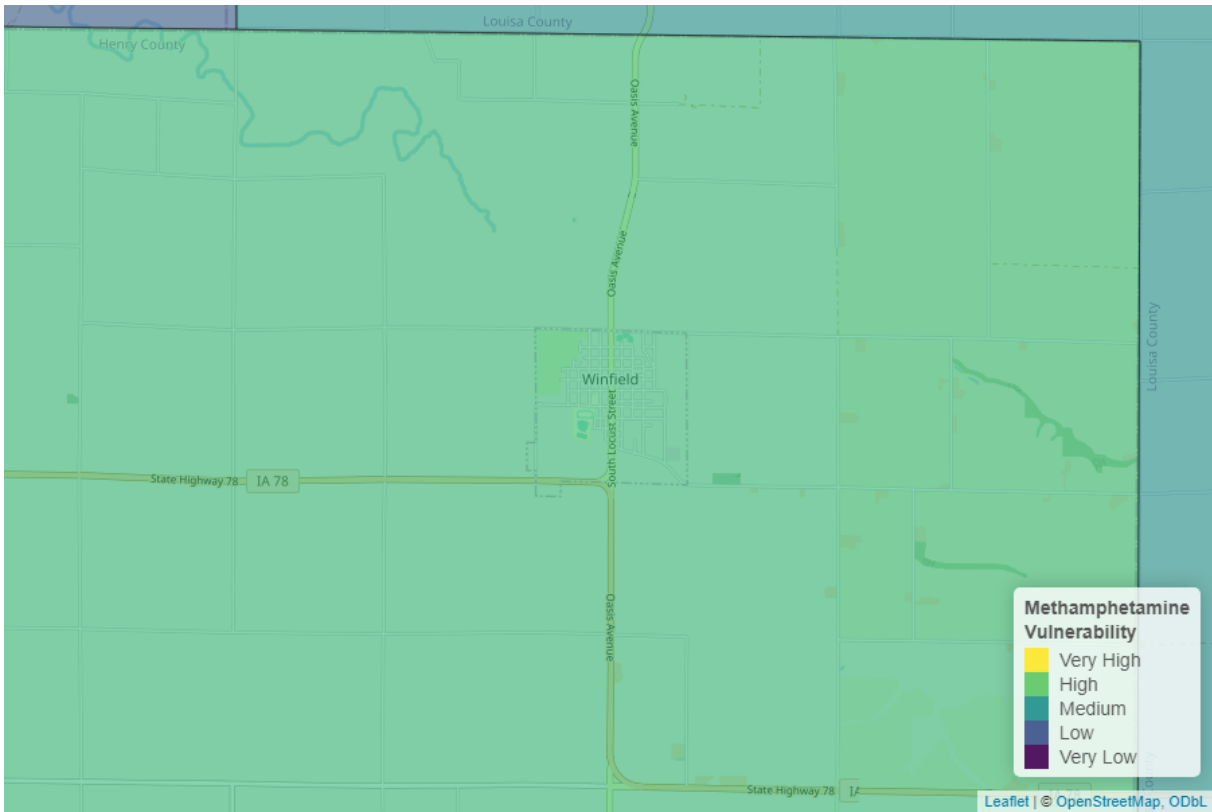 Louisa County
Henry County
Oasis Avenue
Oasis Avenue
Louisa County
Winfield
South Locust Street
State Highway 78
IA 78
Oasis Avenue
Methamphetamine
Vulnerability
Very High
High
Medium
Low
Very Low
State Highway 78
IA
Leaflet | © OpenStreetMap, ODbL